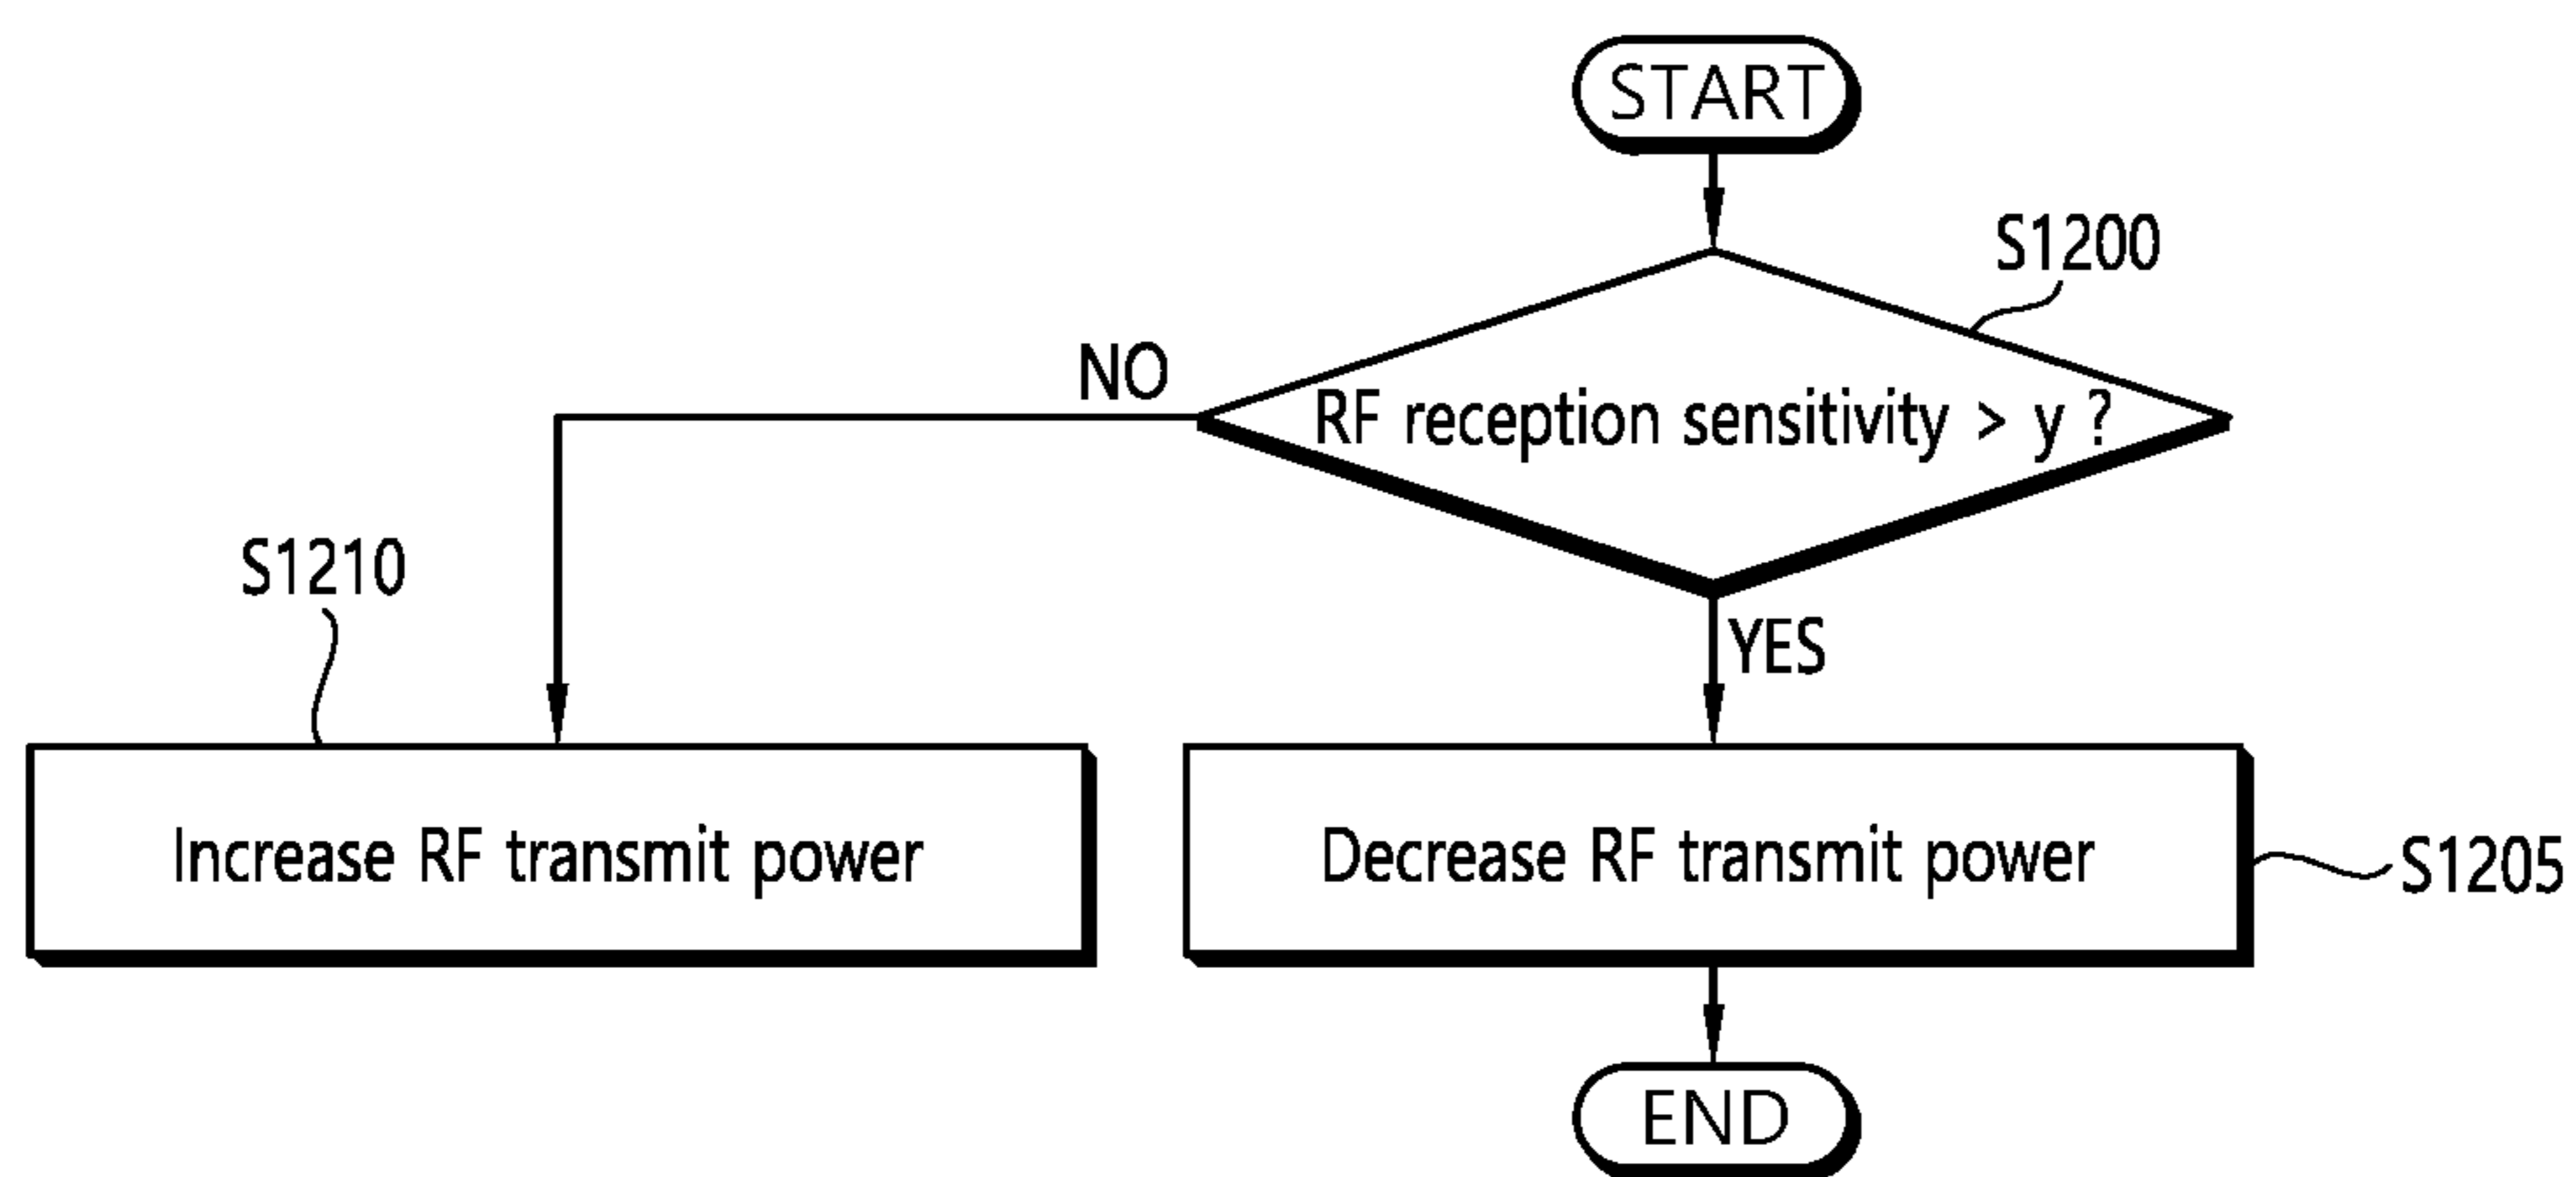 START
S1200
NO
RF reception sensitivity > y ?
S1210
YES
Increase RF transmit power
Decrease RF transmit power
S1205
END